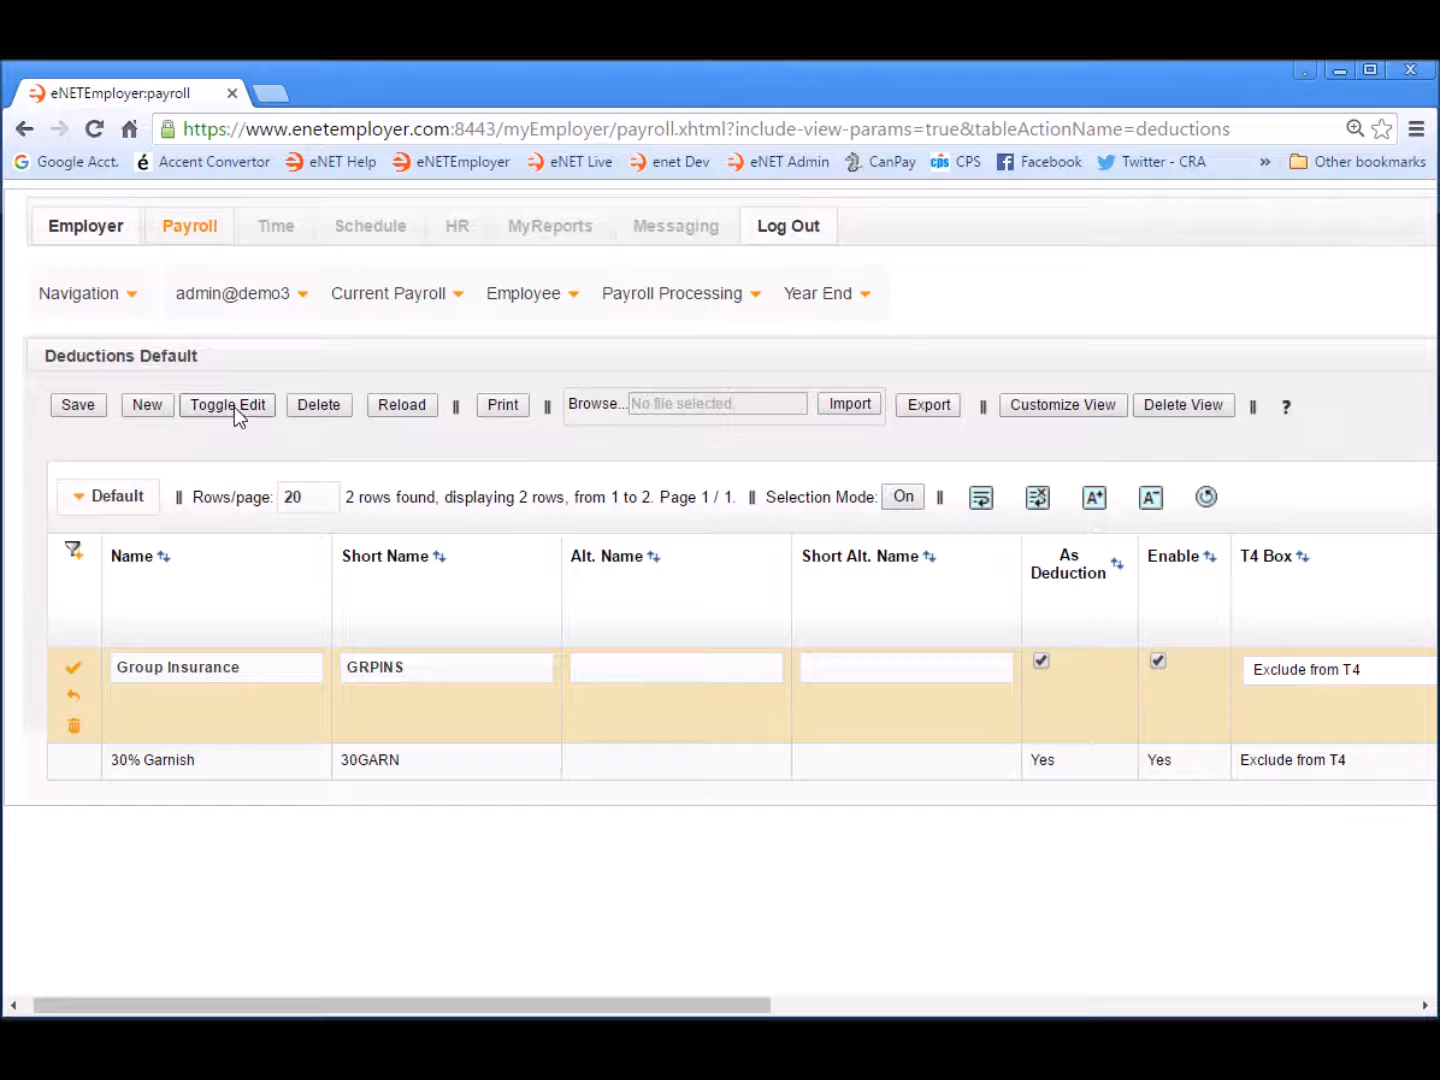 eNETEmployer:payroll
https://www.enetemployer.com:8443/myEmployer/payroll.xhtml?include-view-params=true&tableActionName=deductions
Google Acct. Accent Convertor eNET Help eNETEmployer eNET Live enet Dev eNET Admin CanPay cps CPS Facebook Twitter - CRA » Other bookmarks
Employer Payroll Time Schedule HR MyReports Messaging Log Out
Navigation admin@demo3 Current Payroll Employee Payroll Processing Year End
Deductions Default
Save New Toggle Edit Delete Reload || Print || Browse... No file selected. Import Export || Customize View Delete View || ?
Default || Rows/page: 20 2 rows found, displaying 2 rows, from 1 to 2. Page 1 / 1. || Selection Mode: On ||
Name Short Name Alt. Name Short Alt. Name As Deduction Enable T4 Box
Group Insurance GRPINS Exclude from T4
30% Garnish 30GARN Yes Yes Exclude from T4